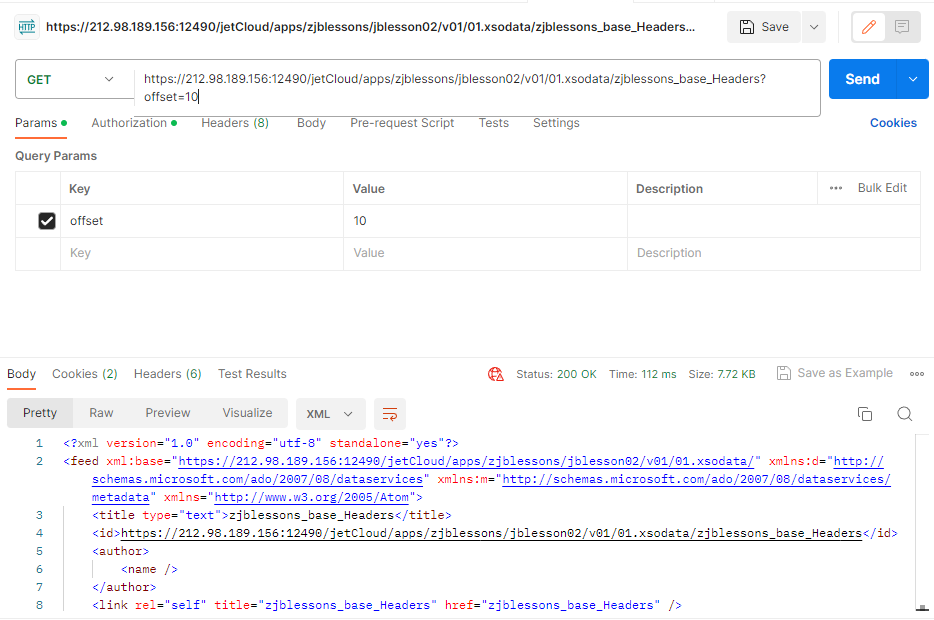 HTTP https://212.98.189.156:12490/jetCloud/apps/zjblessons/jblesson02/v01/01.xsodata/zjblessons_base_Headers... Save
GET https://212.98.189.156:12490/jetCloud/apps/zjblessons/jblesson02/v01/01.xsodata/zjblessons_base_Headers? Send
offset=10
Params Authorization Headers (8) Body Pre-request Script Tests Settings Cookies
Query Params
Key Value Description ••• Bulk Edit
offset 10
Key Value Description
Body Cookies (2) Headers (6) Test Results Status: 200 OK Time: 112 ms Size: 7.72 KB Save as Example
Pretty Raw Preview Visualize XML
1 <?xml version="1.0" encoding="utf-8" standalone="yes"?>
2 <feed xml:base="https://212.98.189.156:12490/jetCloud/apps/zjblessons/jblesson02/v01/01.xsodata/" xmlns:d="http://
schemas.microsoft.com/ado/2007/08/dataservices" xmlns:m="http://schemas.microsoft.com/ado/2007/08/dataservices/
metadata" xmlns="http://www.w3.org/2005/Atom">
3 <title type="text">zjblessons_base_Headers</title>
4 <id>https://212.98.189.156:12490/jetCloud/apps/zjblessons/jblesson02/v01/01.xsodata/zjblessons_base_Headers</id>
5 <author>
6 <name />
7 </author>
8 <link rel="self" title="zjblessons_base_Headers" href="zjblessons_base_Headers" />